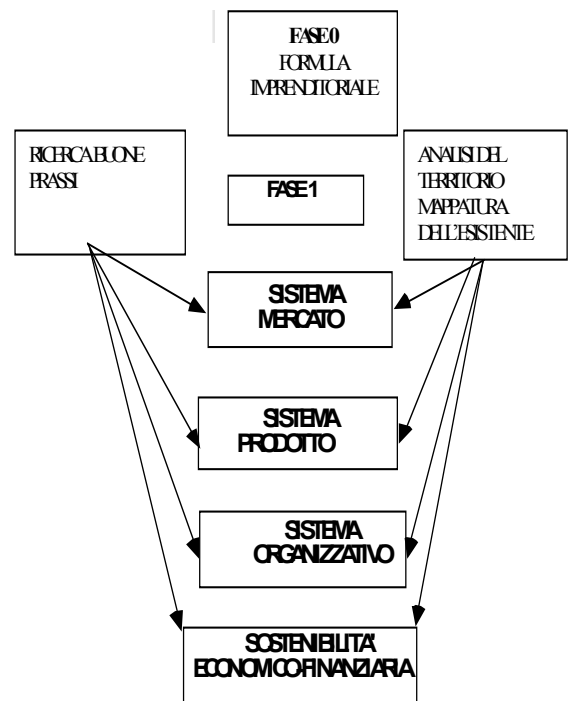 FASE 0
FORMULA
IMPRENDITORIALE
RICERCA BUONE
PRASSI
FASE 1
ANALISI DEL
TERRITORIO
MAPPATURA
DELL'ESISTENTE
SISTEMA
MERCATO
SISTEMA
PRODOTTO
SISTEMA
ORGANIZZATIVO
SOSTENIBILITA'
ECONOMICO-FINANZIARIA